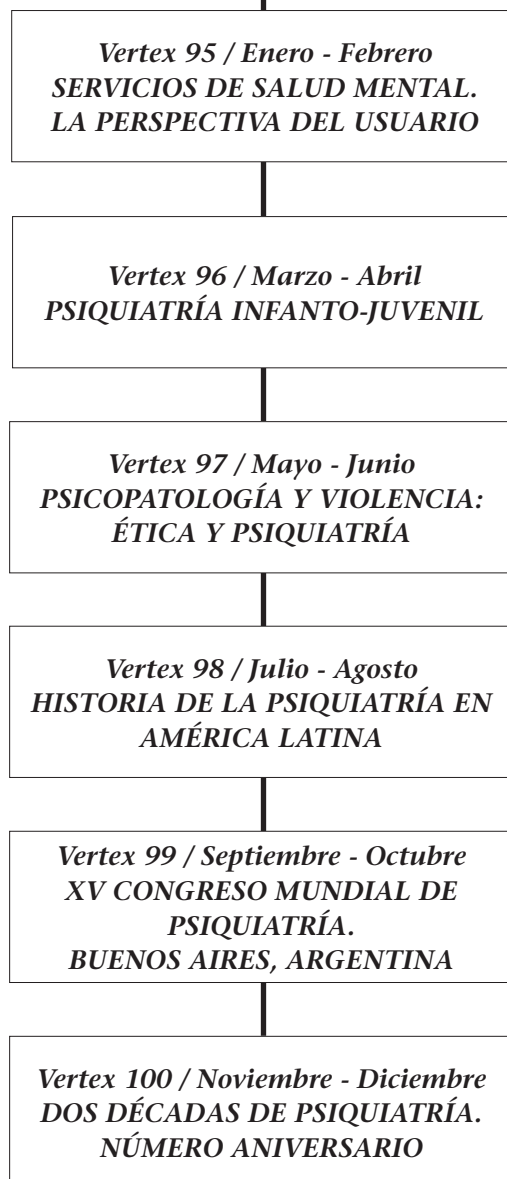 Vertex 95 / Enero - Febrero
SERVICIOS DE SALUD MENTAL.
LA PERSPECTIVA DEL USUARIO
Vertex 96 / Marzo - Abril
PSIQUIATRÍA INFANTO-JUVENIL
Vertex 97 / Mayo - Junio
PSICOPATOLOGÍA Y VIOLENCIA:
ÉTICA Y PSIQUIATRÍA
Vertex 98 / Julio - Agosto
HISTORIA DE LA PSIQUIATRÍA EN
AMÉRICA LATINA
Vertex 99 / Septiembre - Octubre
XV CONGRESO MUNDIAL DE
PSIQUIATRÍA.
BUENOS AIRES, ARGENTINA
Vertex 100 / Noviembre - Diciembre
DOS DÉCADAS DE PSIQUIATRÍA.
NÚMERO ANIVERSARIO